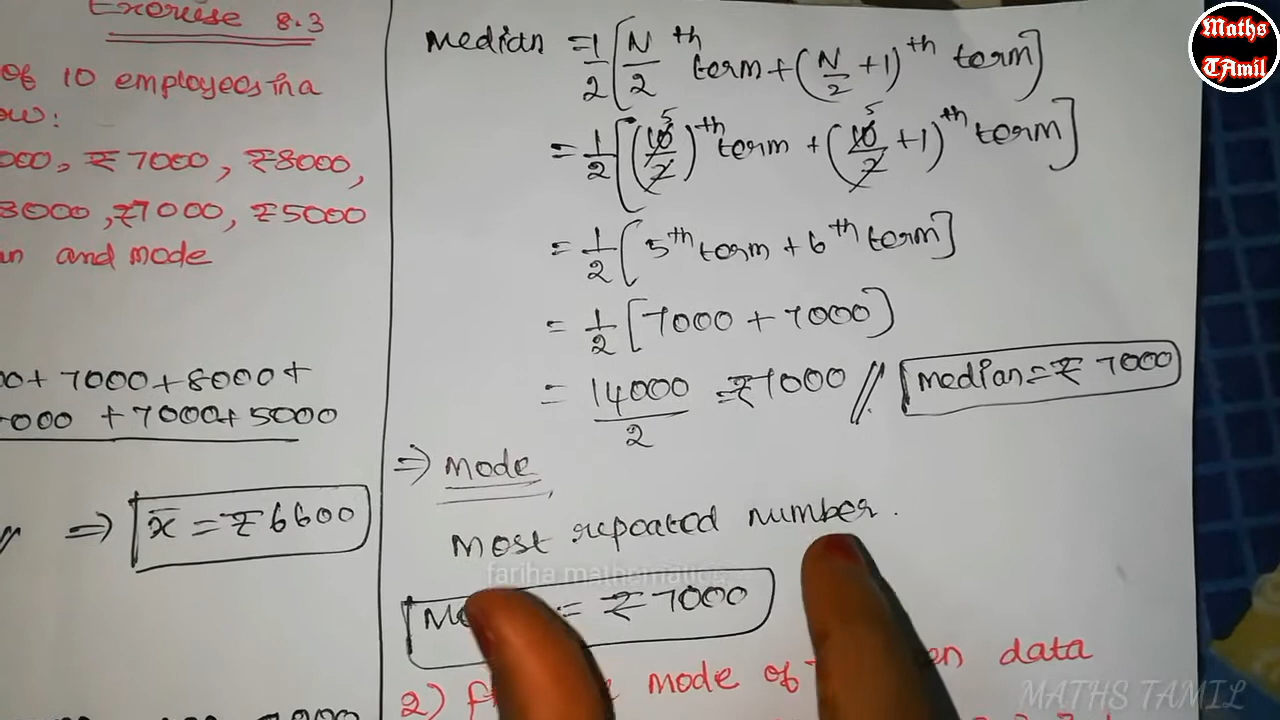 Exercise 8.3
of 10 employees in a
ow:
000, ₹7000, ₹8000,
8000, ₹7000, ₹5000
an and mode
00+ 7000+8000+
000 +7000+5000
⇒ x̄ = ₹6600
Median = 1/2 [N/2 th term + (N/2 +1)th term]
= 1/2 [(10/2)th 5 term + (10/2 5 +1)th term]
= 1/2 [5th term + 6th term]
= 1/2 [7000 + 7000]
= 14000/2 = ₹7000 // median = ₹7000
⇒ mode
Most repeated number.
fariha mathematics
= ₹7000
2) mode of data
Maths
TAmil
MATHS TAMIL